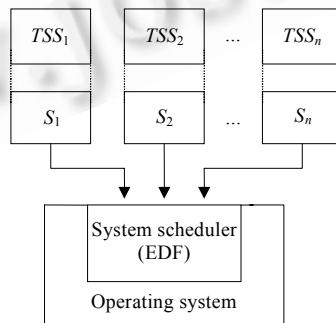 TSS1 TSS2 ... TSSn
S1 S2 ... Sn
System scheduler
(EDF)
Operating system